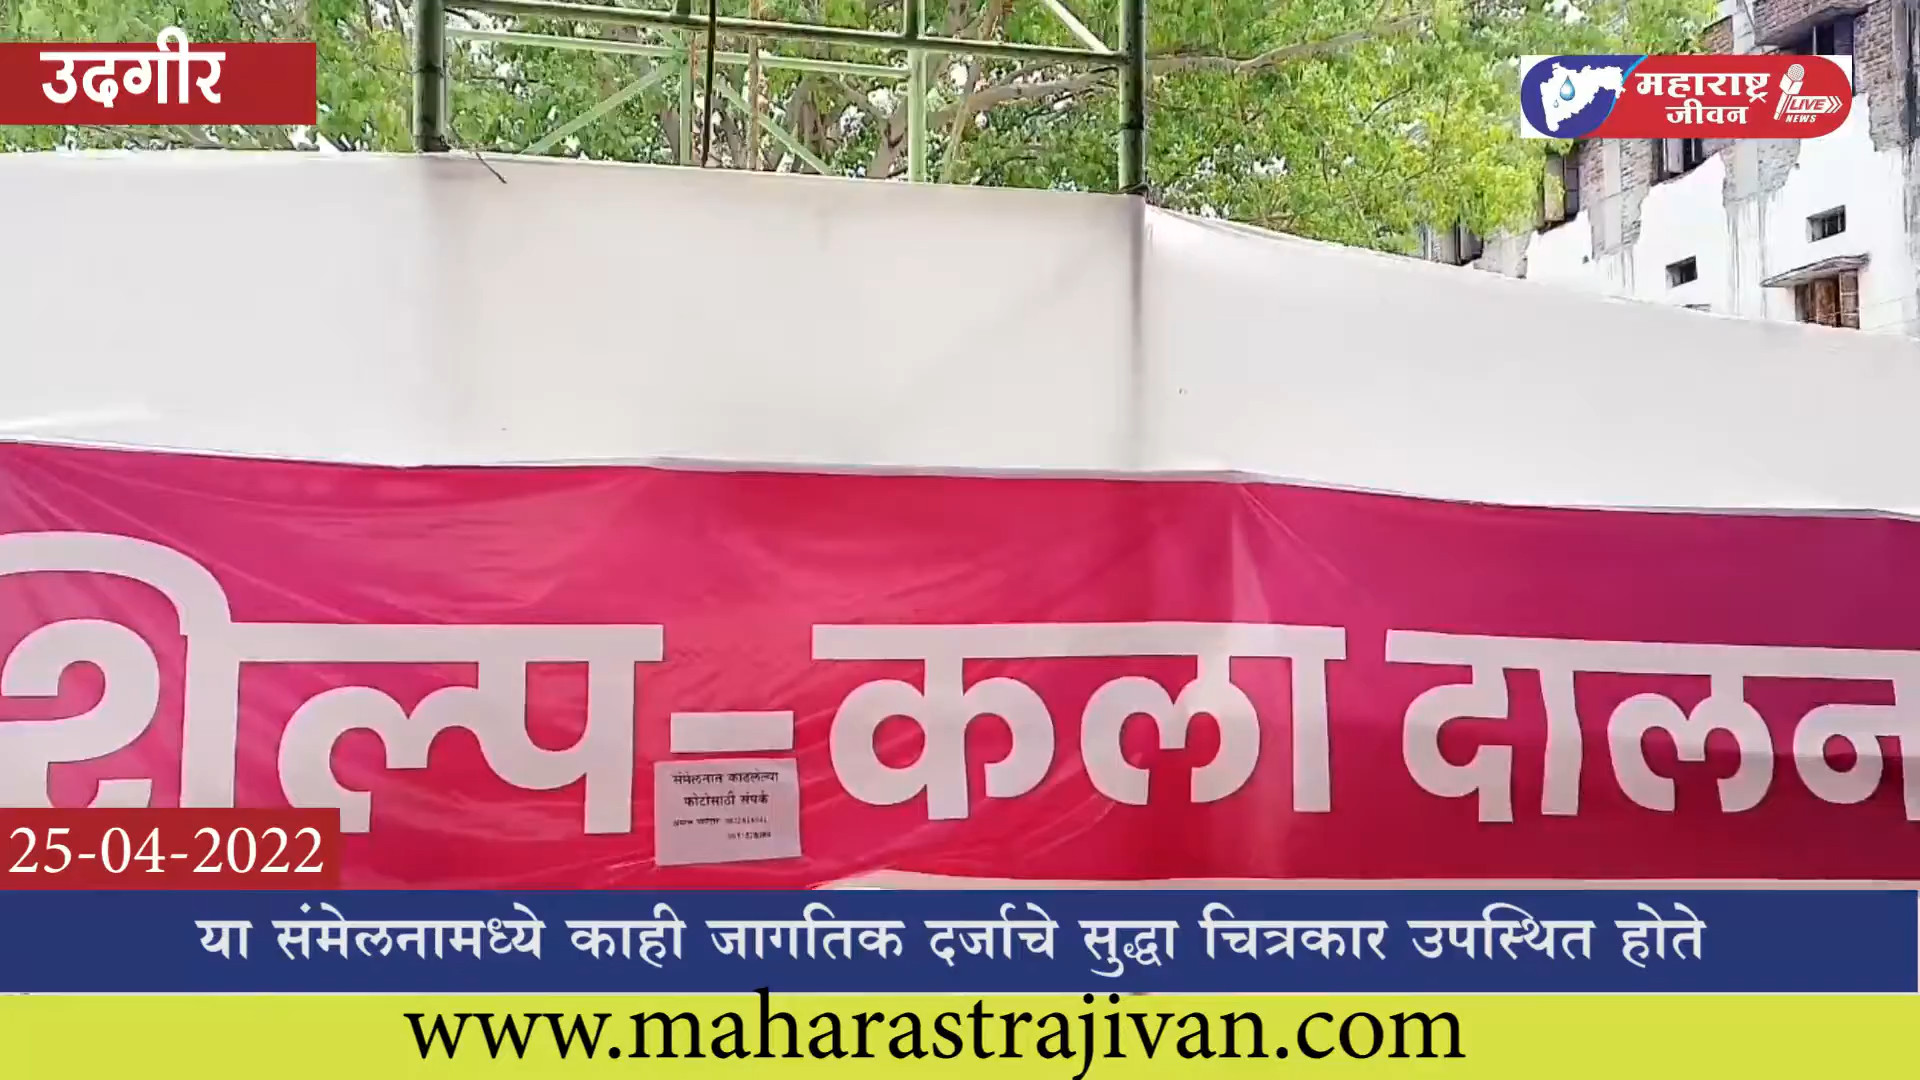 उदगीर
महाराष्ट्र
जीवन
LIVE
NEWS
शिल्प - कला दालन
संमेलनात काढलेल्या
फोटोसाठी संपर्क
25-04-2022
या संमेलनामध्ये काही जागतिक दर्जाचे सुद्धा चित्रकार उपस्थित होते
www.maharastrajivan.com